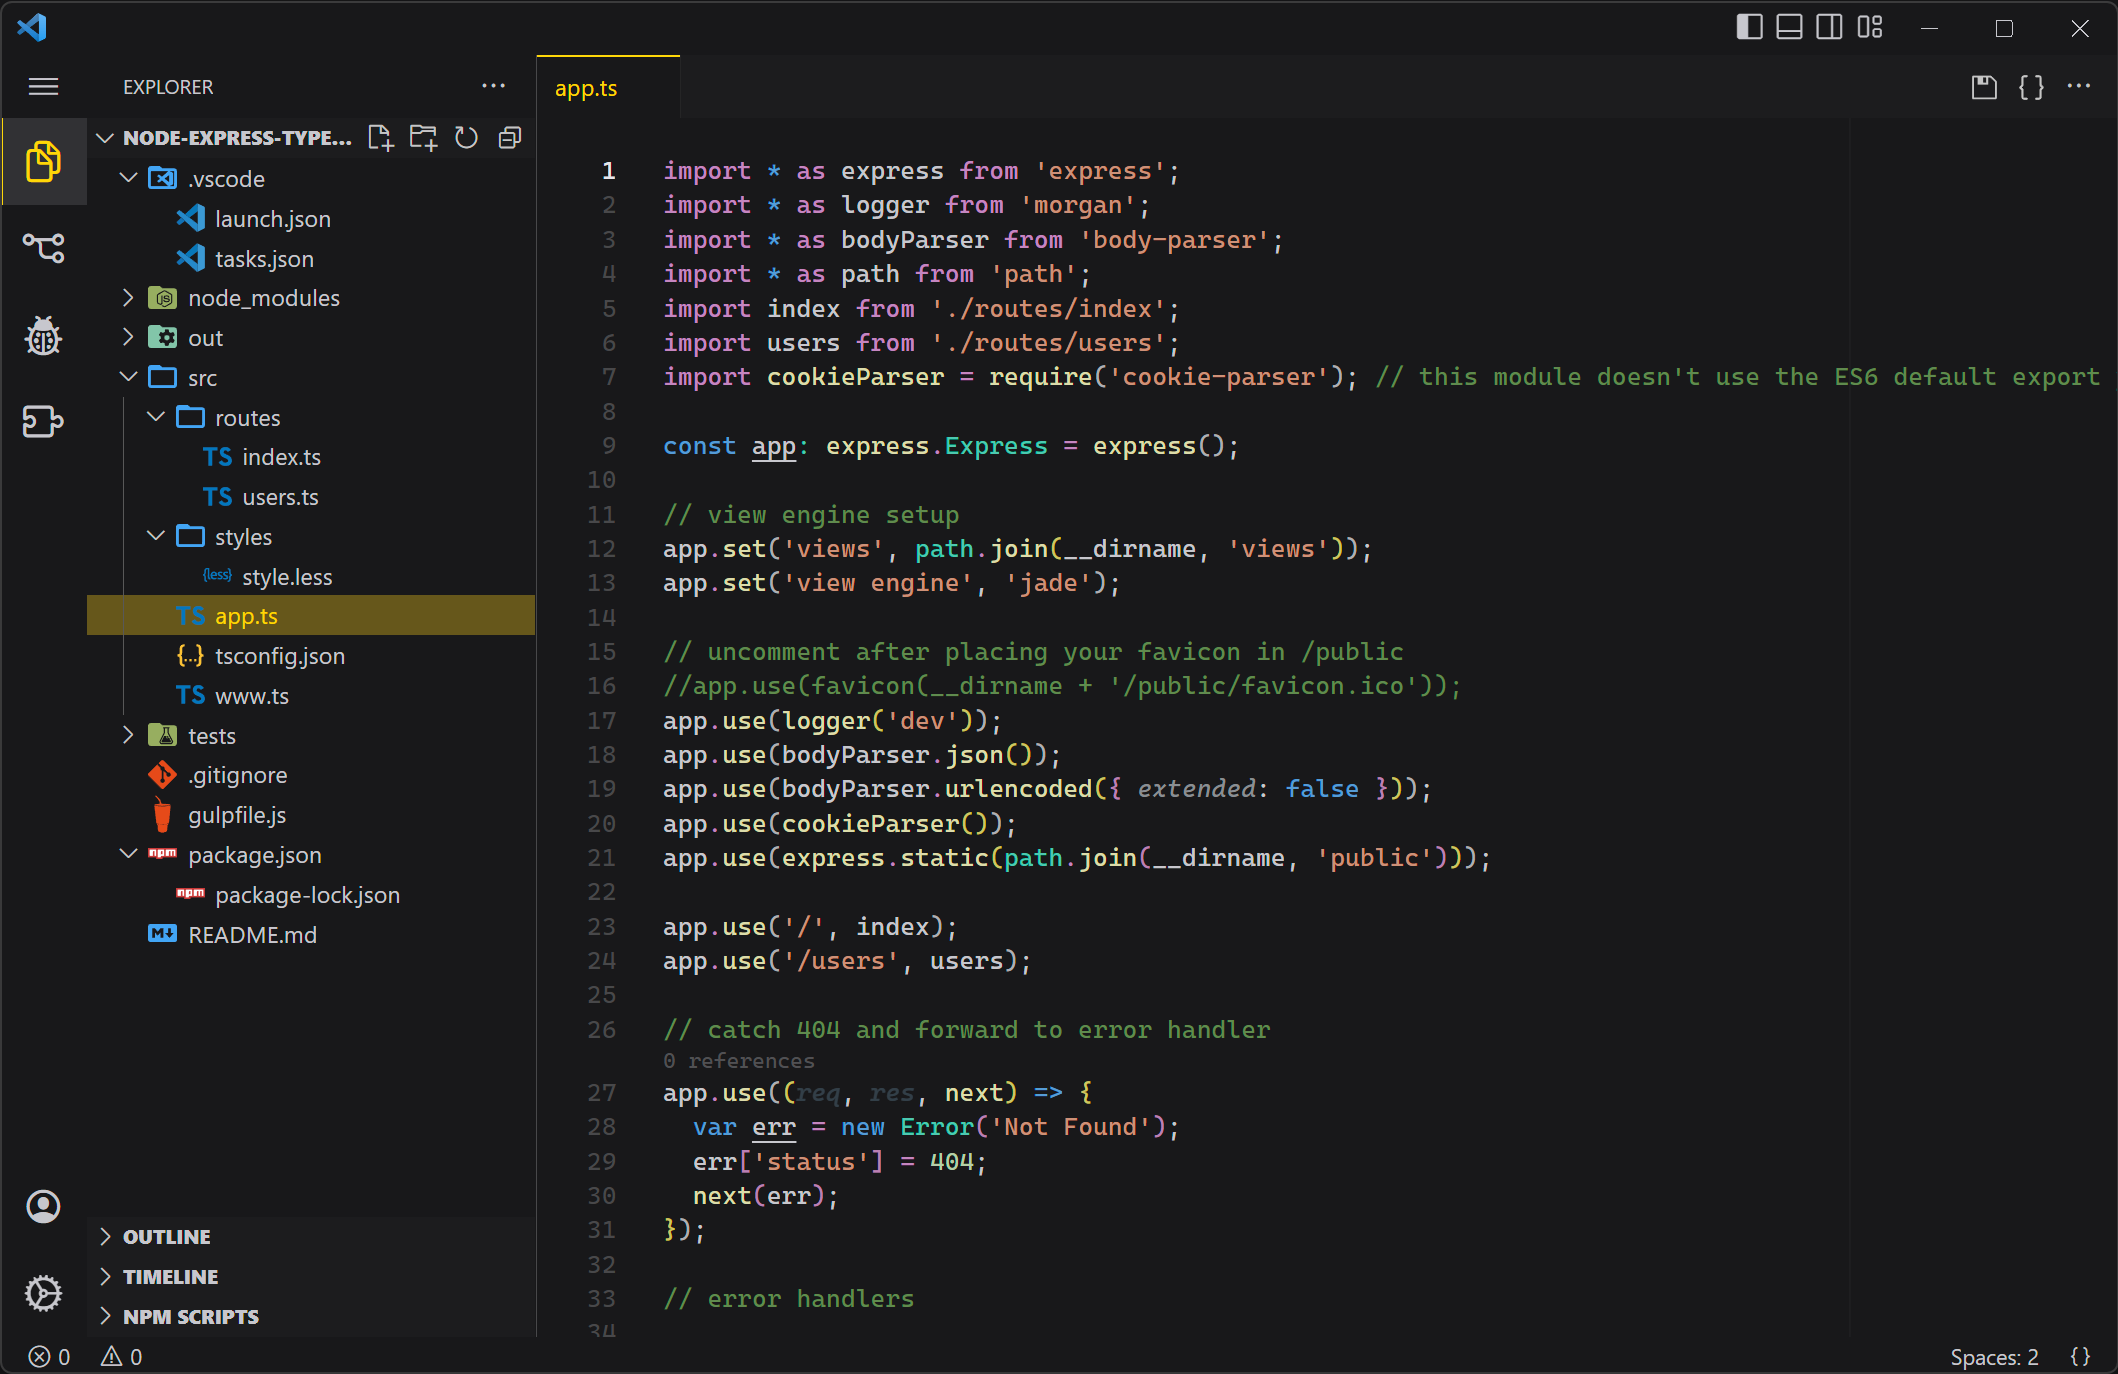 EXPLORER
NODE-EXPRESS-TYPE...
.vscode
launch.json
tasks.json
node_modules
out
src
routes
TS index.ts
TS users.ts
styles
{less} style.less
TS app.ts
{...} tsconfig.json
TS www.ts
tests
.gitignore
gulpfile.js
npm package.json
npm package-lock.json
M README.md
OUTLINE
TIMELINE
NPM SCRIPTS
app.ts
{}
1 import * as express from 'express';
2 import * as logger from 'morgan';
3 import * as bodyParser from 'body-parser';
4 import * as path from 'path';
5 import index from './routes/index';
6 import users from './routes/users';
7 import cookieParser = require('cookie-parser'); // this module doesn't use the ES6 default export
8
9 const app: express.Express = express();
10
11 // view engine setup
12 app.set('views', path.join(__dirname, 'views'));
13 app.set('view engine', 'jade');
14
15 // uncomment after placing your favicon in /public
16 //app.use(favicon(__dirname + '/public/favicon.ico'));
17 app.use(logger('dev'));
18 app.use(bodyParser.json());
19 app.use(bodyParser.urlencoded({ extended: false }));
20 app.use(cookieParser());
21 app.use(express.static(path.join(__dirname, 'public')));
22
23 app.use('/', index);
24 app.use('/users', users);
25
26 // catch 404 and forward to error handler
0 references
27 app.use((req, res, next) => {
28   var err = new Error('Not Found');
29   err['status'] = 404;
30   next(err);
31 });
32
33 // error handlers
34
0 0
Spaces: 2 {}